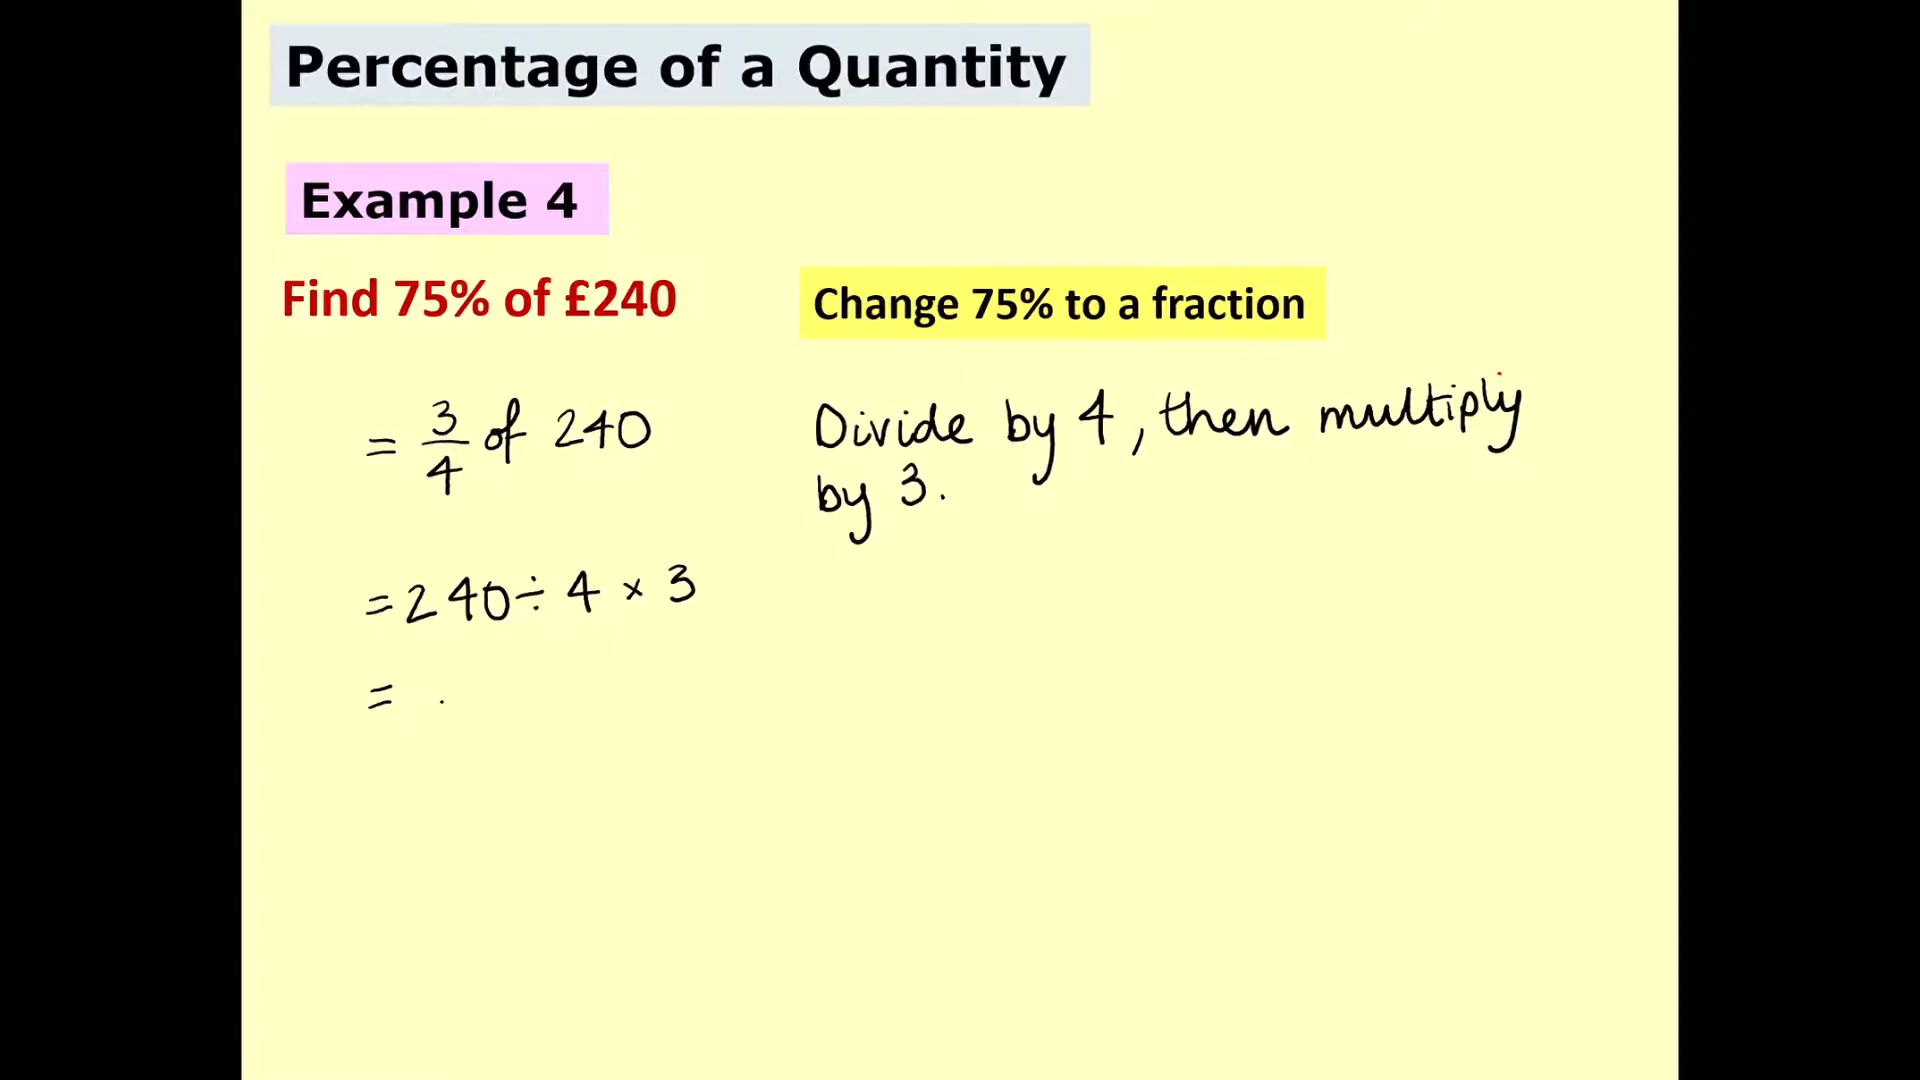 Percentage of a Quantity
Example 4
Find 75% of £240
Change 75% to a fraction
= 3/4 of 240
Divide by 4, then multiply
by 3.
= 240 ÷ 4 × 3
=